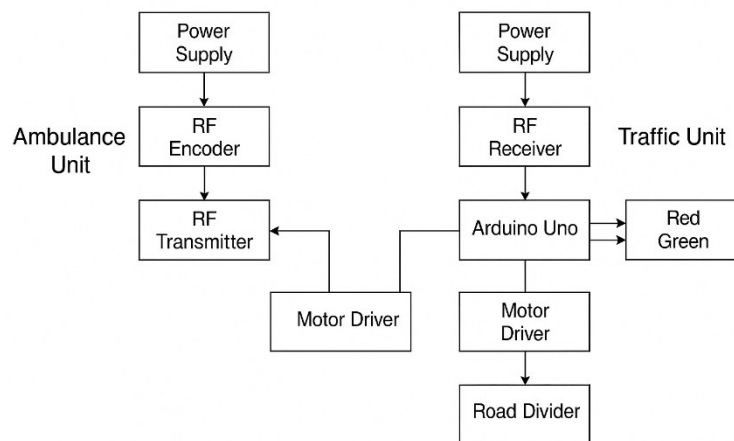 Power
Supply
Power
Supply
Ambulance
Unit
RF
Encoder
RF
Receiver
Traffic Unit
RF
Transmitter
Arduino Uno
Red
Green
Motor Driver
Motor
Driver
Road Divider